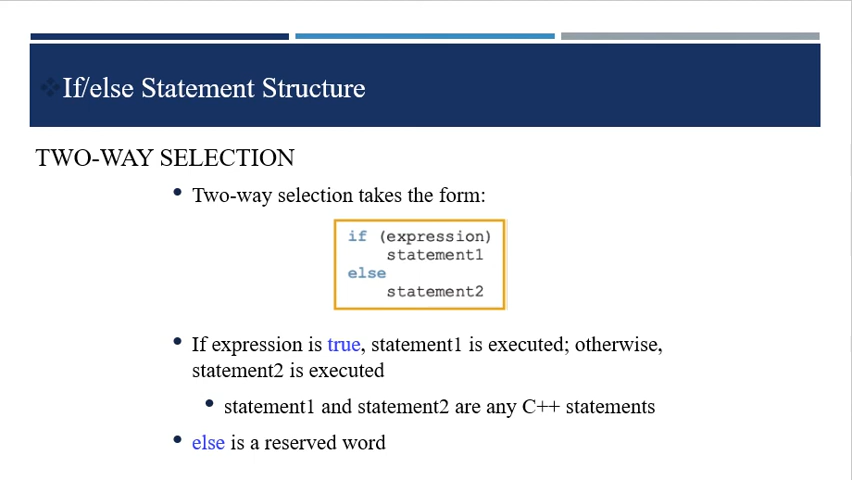 If/else Statement Structure
TWO-WAY SELECTION
• Two-way selection takes the form:
if (expression)
statement1
else
statement2
• If expression is true, statement1 is executed; otherwise,
statement2 is executed
• statement1 and statement2 are any C++ statements
• else is a reserved word